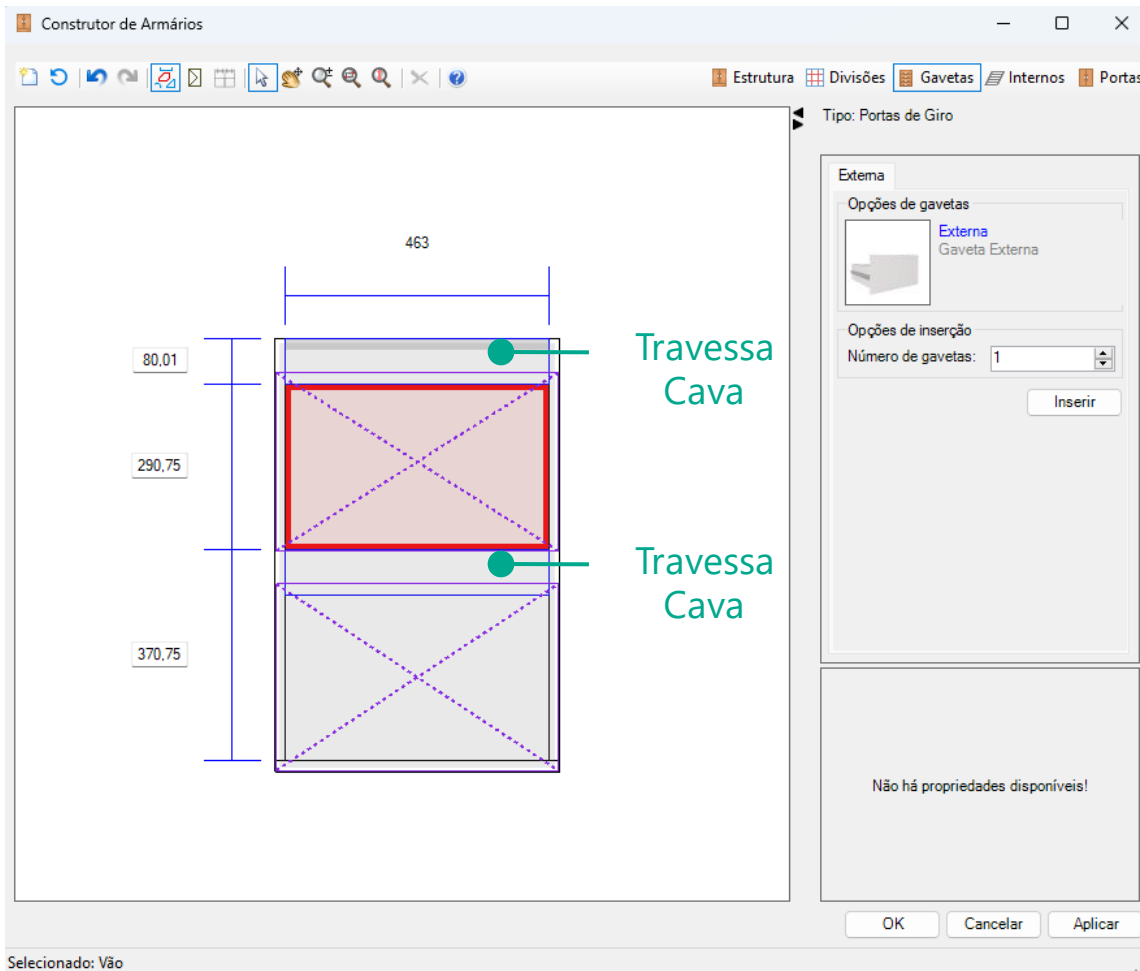 Construtor de Armários
Estrutura Divisões Gavetas Internos Portas
Tipo: Portas de Giro
Externa
Opções de gavetas
Externa
Gaveta Externa
463
Opções de inserção
Número de gavetas: 1
Inserir
80,01
Travessa
Cava
290,75
Travessa
Cava
370,75
Não há propriedades disponíveis!
OK Cancelar Aplicar
Selecionado: Vão